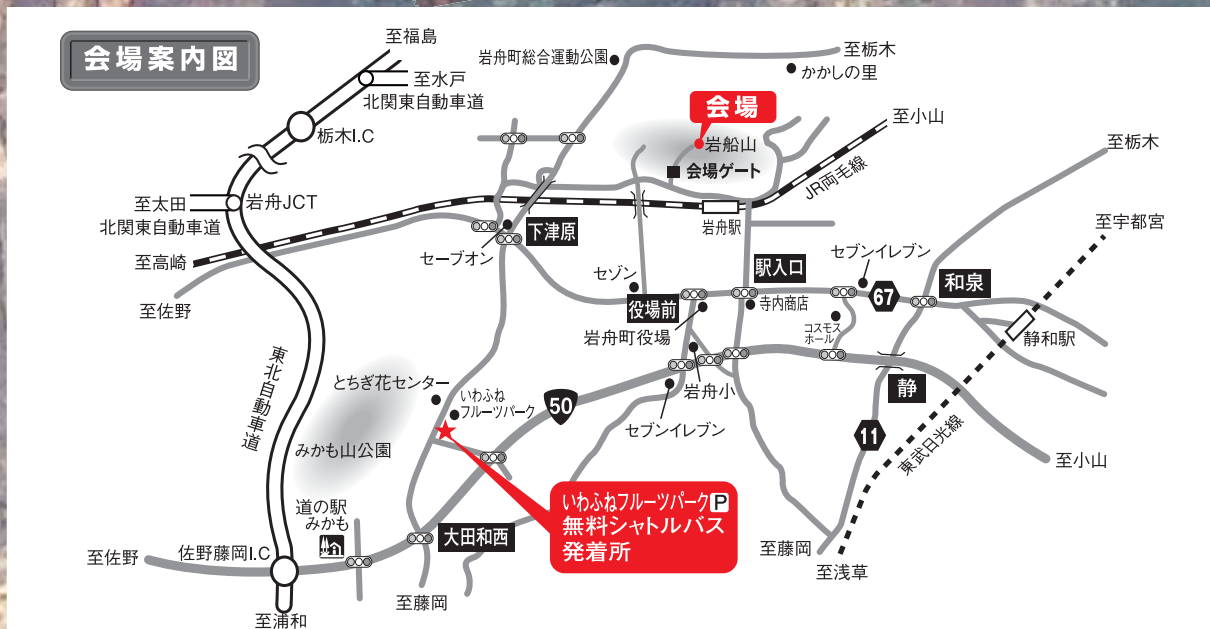 会場案内図
至福島
至水戸
北関東自動車道
栃木I.C
至太田
岩舟JCT
北関東自動車道
至高崎
至佐野
東北自動車道
岩舟町総合運動公園
至栃木
かかしの里
会場
岩船山
会場ゲート
至小山
JR両毛線
岩舟駅
至栃木
至宇都宮
下津原
セーブオン
セゾン
駅入口
セブンイレブン
役場前
寺内商店
67
和泉
岩舟町役場
コスモス
ホール
静和駅
とちぎ花センター
いわふね
フルーツパーク
50
岩舟小
静
セブンイレブン
11
東武日光線
至小山
みかも山公園
いわふねフルーツパークP
無料シャトルバス
発着所
道の駅
みかも
大田和西
至佐野
佐野藤岡I.C
至藤岡
至藤岡
至浅草
至浦和